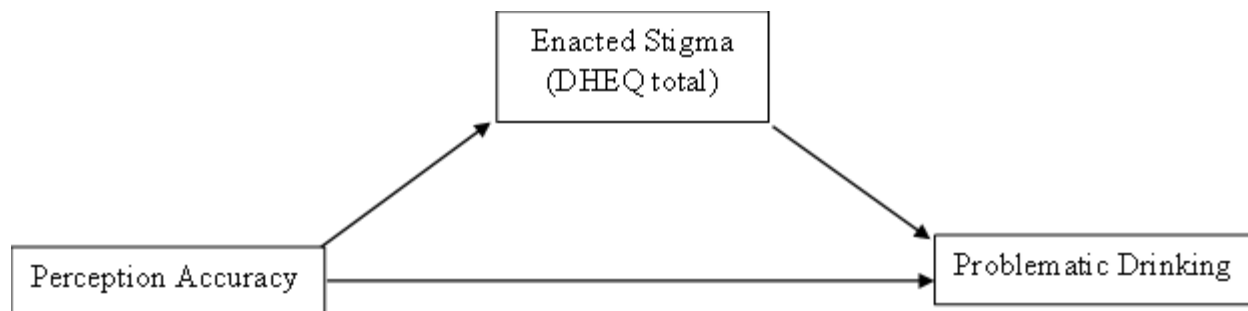 Enacted Stigma
(DHEQ total)
Perception Accuracy
Problematic Drinking